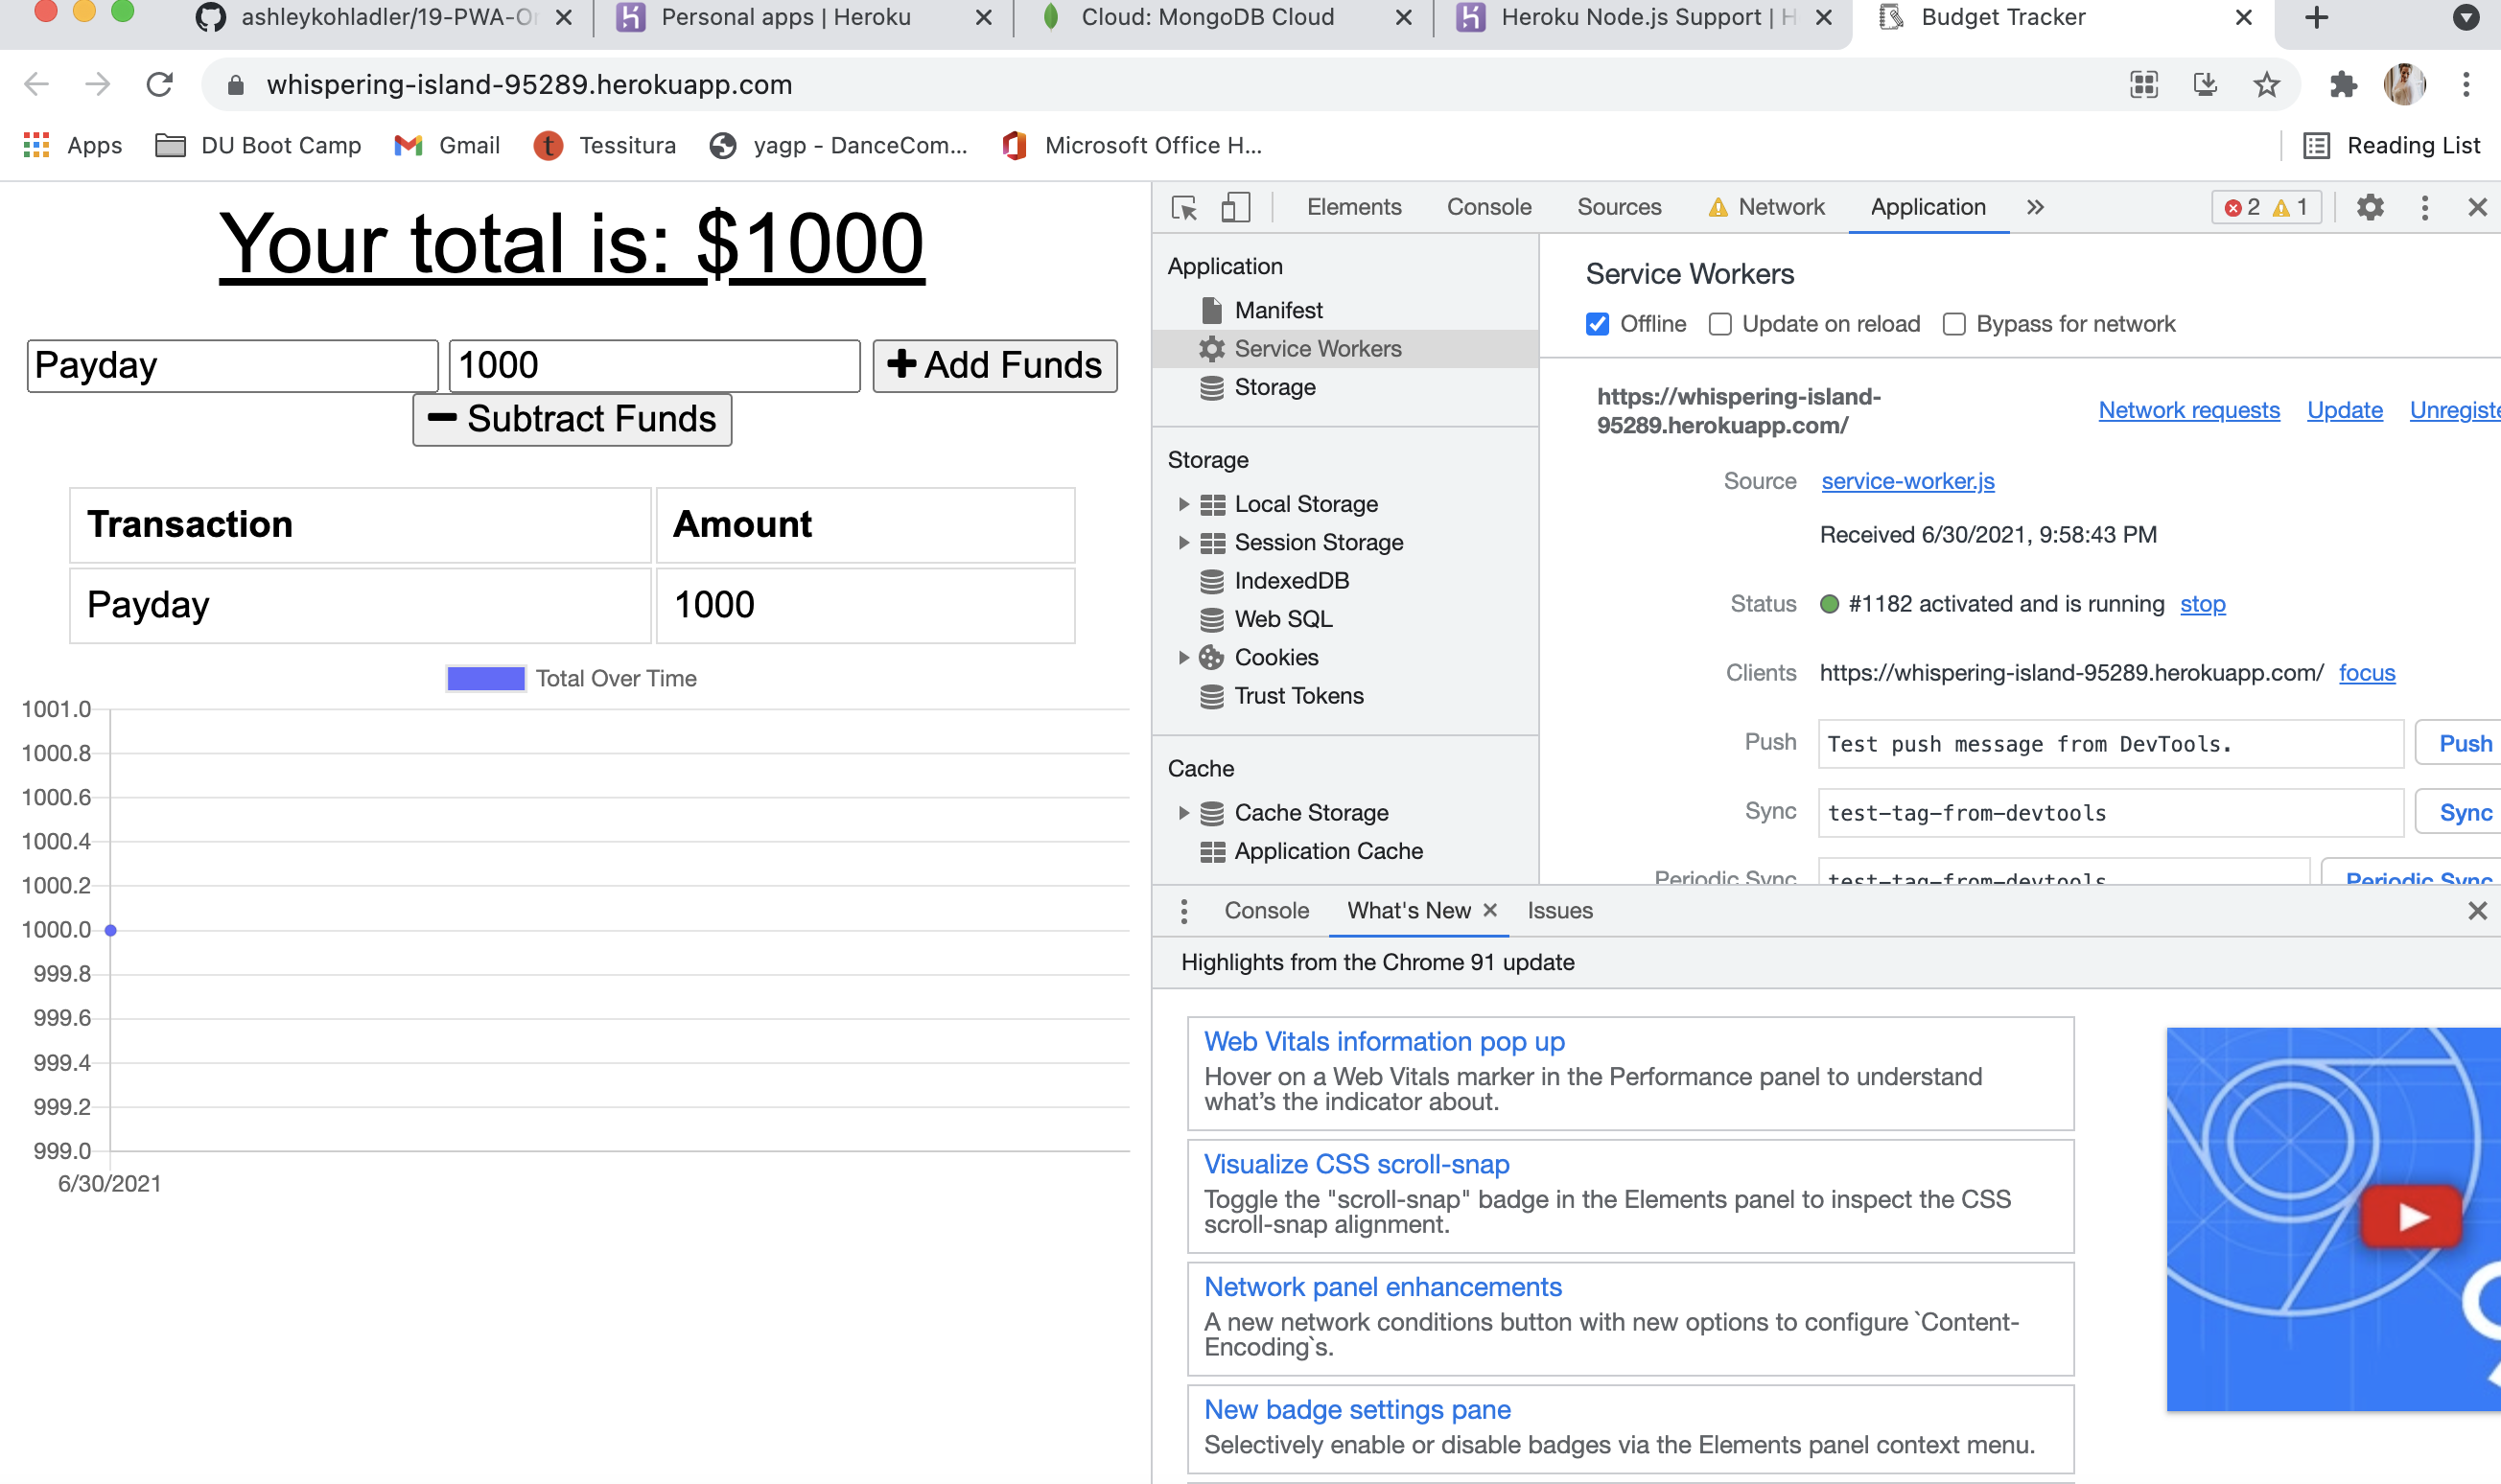 ashleykohladler/19-PWA-On
Personal apps | Heroku
Cloud: MongoDB Cloud
Heroku Node.js Support | H
Budget Tracker
whispering-island-95289.herokuapp.com
Apps
DU Boot Camp
Gmail
Tessitura
yagp - DanceCom...
Microsoft Office H...
Reading List
Your total is: $1000
Payday
1000
Add Funds
Subtract Funds
Transaction Amount
Payday 1000
Total Over Time
1001.0
1000.8
1000.6
1000.4
1000.2
1000.0
999.8
999.6
999.4
999.2
999.0
6/30/2021
Elements
Console
Sources
Network
Application
2
1
Application
Manifest
Service Workers
Storage
Storage
Local Storage
Session Storage
IndexedDB
Web SQL
Cookies
Trust Tokens
Cache
Cache Storage
Application Cache
Service Workers
Offline
Update on reload
Bypass for network
https://whispering-island-
95289.herokuapp.com/
Network requests
Update
Unregiste
Source service-worker.js
Received 6/30/2021, 9:58:43 PM
Status #1182 activated and is running stop
Clients https://whispering-island-95289.herokuapp.com/ focus
Push Test push message from DevTools. Push
Sync test-tag-from-devtools Sync
Periodic Sync test-tag-from-devtools Periodic Sync
Console
What's New
Issues
Highlights from the Chrome 91 update
Web Vitals information pop up
Hover on a Web Vitals marker in the Performance panel to understand
what’s the indicator about.
Visualize CSS scroll-snap
Toggle the "scroll-snap" badge in the Elements panel to inspect the CSS
scroll-snap alignment.
Network panel enhancements
A new network conditions button with new options to configure `Content-
Encoding`s.
New badge settings pane
Selectively enable or disable badges via the Elements panel context menu.